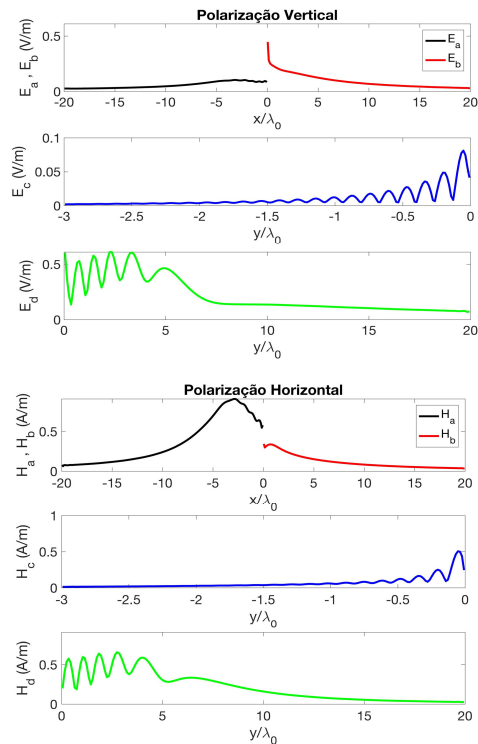 Polarização Vertical
E_a , E_b (V/m)
0.5
0
E_a
E_b
-20 -15 -10 -5 0 5 10 15 20
x/λ_0
E_c (V/m)
0.1
0.05
0
-3 -2.5 -2 -1.5 -1 -0.5 0
y/λ_0
E_d (V/m)
0.5
0
0 5 10 15 20
y/λ_0
Polarização Horizontal
H_a , H_b (A/m)
0.5
0
H_a
H_b
-20 -15 -10 -5 0 5 10 15 20
x/λ_0
H_c (A/m)
1
0.5
0
-3 -2.5 -2 -1.5 -1 -0.5 0
y/λ_0
H_d (A/m)
0.5
0
0 5 10 15 20
y/λ_0